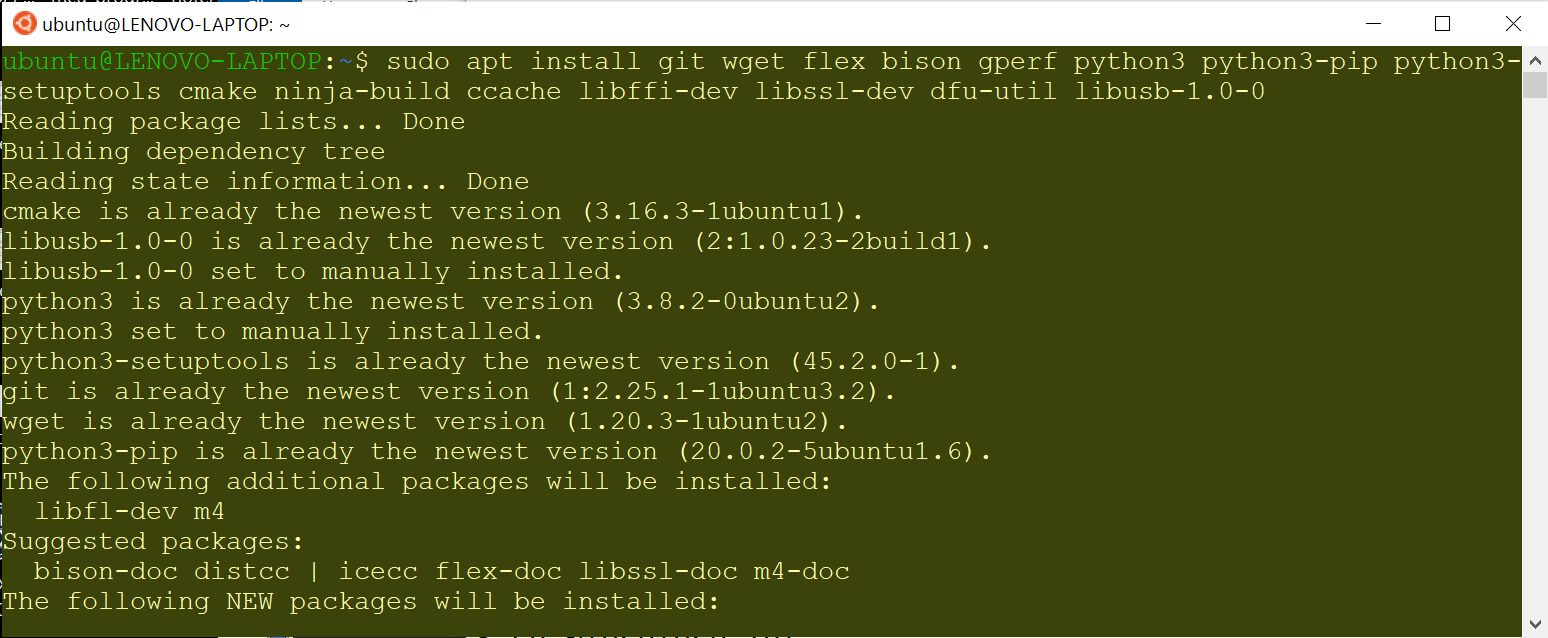 ubuntu@LENOVO-LAPTOP: ~
ubuntu@LENOVO-LAPTOP:~$ sudo apt install git wget flex bison gperf python3 python3-pip python3-
setuptools cmake ninja-build ccache libffi-dev libssl-dev dfu-util libusb-1.0-0
Reading package lists... Done
Building dependency tree
Reading state information... Done
cmake is already the newest version (3.16.3-1ubuntu1).
libusb-1.0-0 is already the newest version (2:1.0.23-2build1).
libusb-1.0-0 set to manually installed.
python3 is already the newest version (3.8.2-0ubuntu2).
python3 set to manually installed.
python3-setuptools is already the newest version (45.2.0-1).
git is already the newest version (1:2.25.1-1ubuntu3.2).
wget is already the newest version (1.20.3-1ubuntu2).
python3-pip is already the newest version (20.0.2-5ubuntu1.6).
The following additional packages will be installed:
  libfl-dev m4
Suggested packages:
  bison-doc distcc | icecc flex-doc libssl-doc m4-doc
The following NEW packages will be installed: